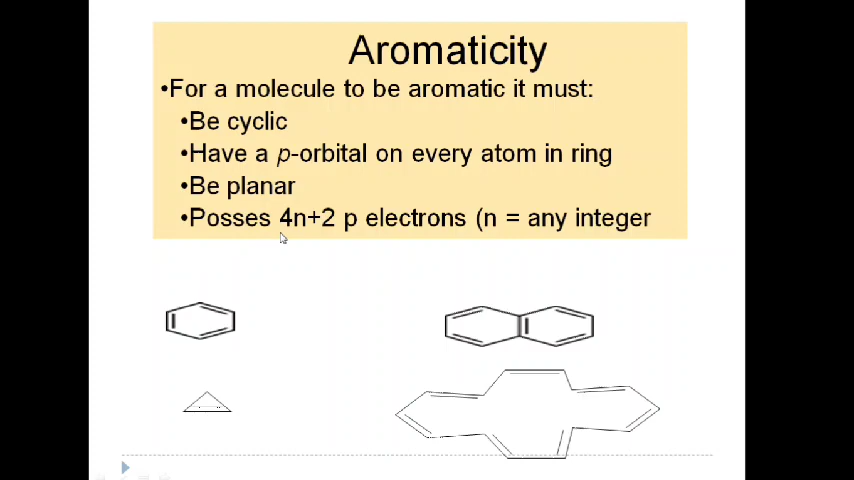 Aromaticity
•For a molecule to be aromatic it must:
•Be cyclic
•Have a p-orbital on every atom in ring
•Be planar
•Posses 4n+2 p electrons (n = any integer